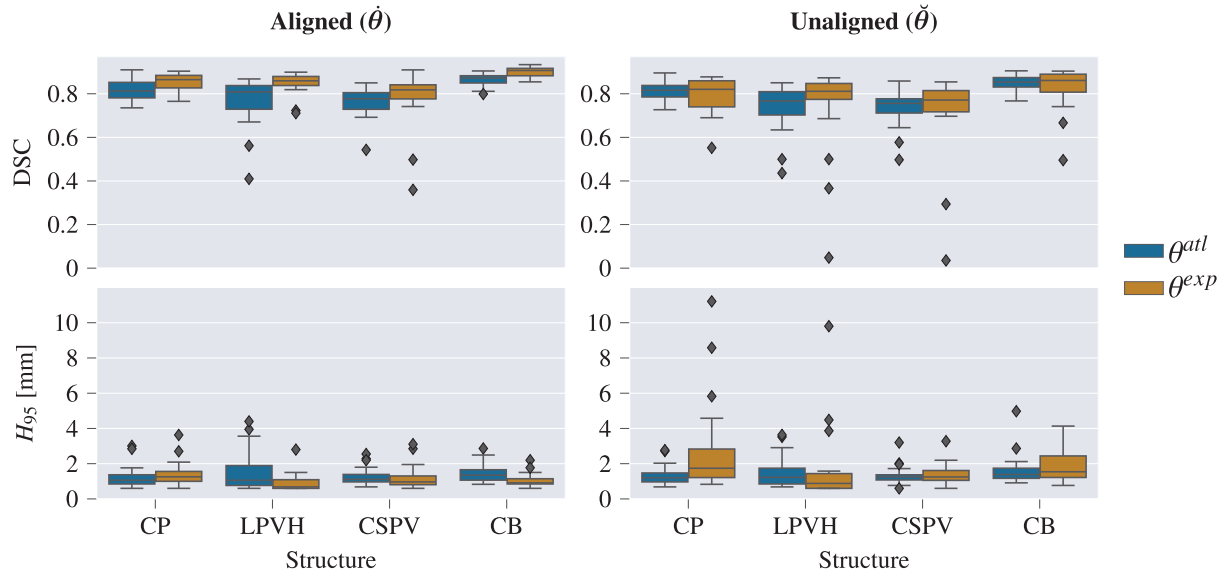 Aligned (θ̇)
Unaligned (θ̆)
DSC
0.8
0.6
0.4
0.2
0
0.8
0.6
0.4
0.2
0
θ^{atl}
θ^{exp}
H_{95} [mm]
10
8
6
4
2
0
10
8
6
4
2
0
CP LPVH CSPV CB
CP LPVH CSPV CB
Structure
Structure